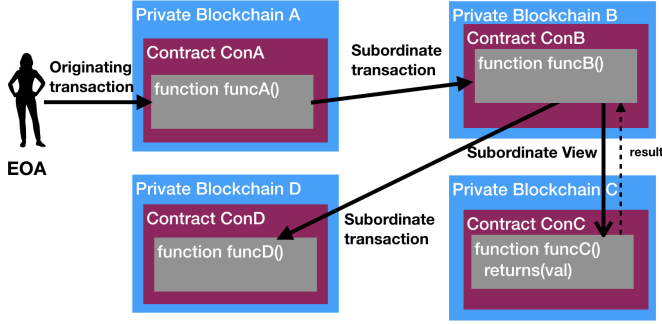 Private Blockchain A
Contract ConA
function funcA()
Originating
transaction
EOA
Subordinate
transaction
Private Blockchain B
Contract ConB
function funcB()
Subordinate View
result
Private Blockchain D
Contract ConD
function funcD()
Subordinate
transaction
Private Blockchain C
Contract ConC
function funcC()
returns(val)